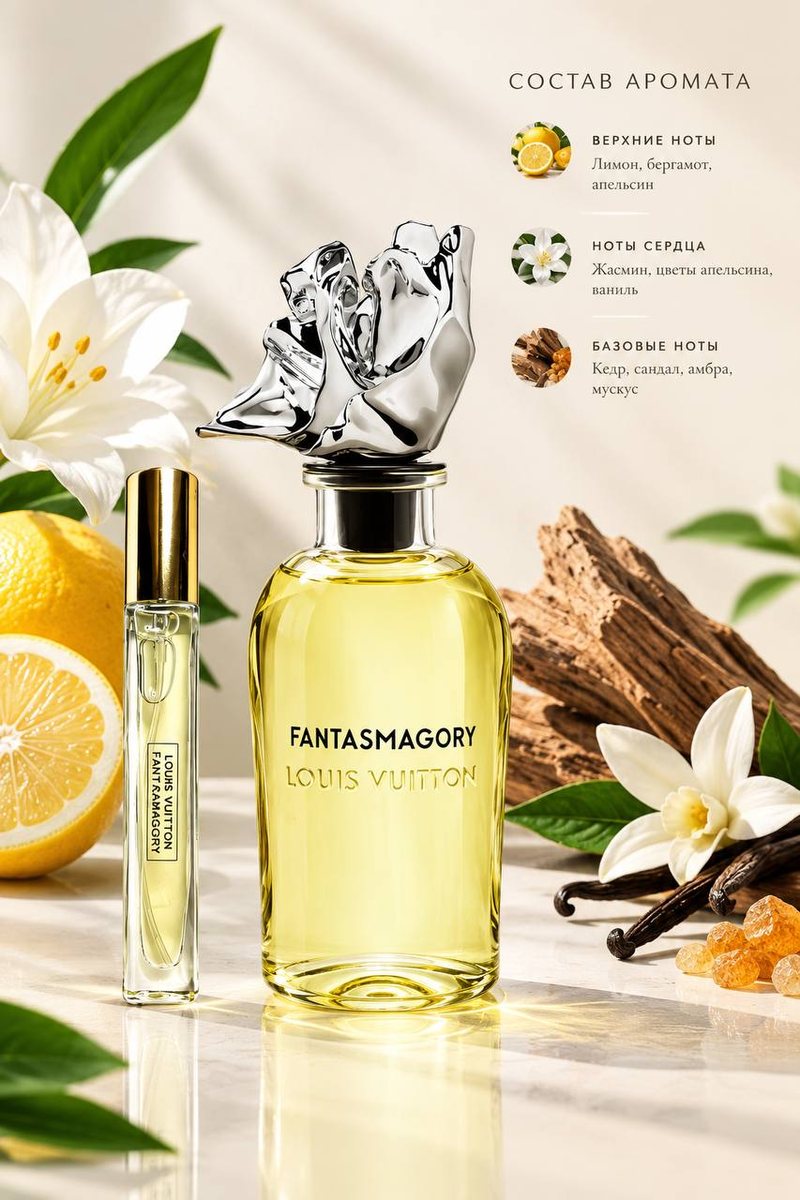 СОСТАВ АРОМАТА
ВЕРХНИЕ НОТЫ
Лимон, бергамот,
апельсин
НОТЫ СЕРДЦА
Жасмин, цветы апельсина,
ваниль
БАЗОВЫЕ НОТЫ
Кедр, сандал, амбра,
мускус
FANTASMAGORY
LOUIS VUITTON
LOUIS VUITTON
FANTRAMAGGRY